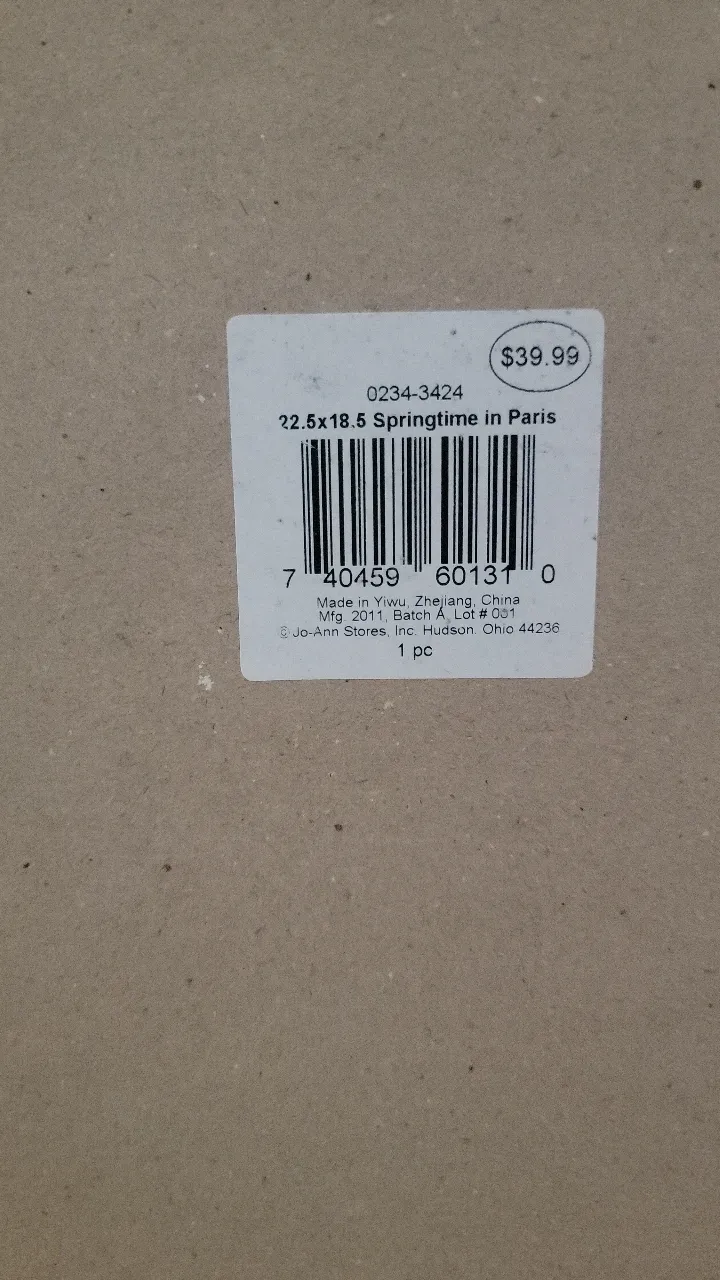 $39.99
0234-3424
22.5x18.5 Springtime in Paris
7 40459 60131 0
Made in Yiwu, Zhejiang, China
Mfg. 2011, Batch A, Lot # 001
© Jo-Ann Stores, Inc. Hudson. Ohio 44236
1 pc